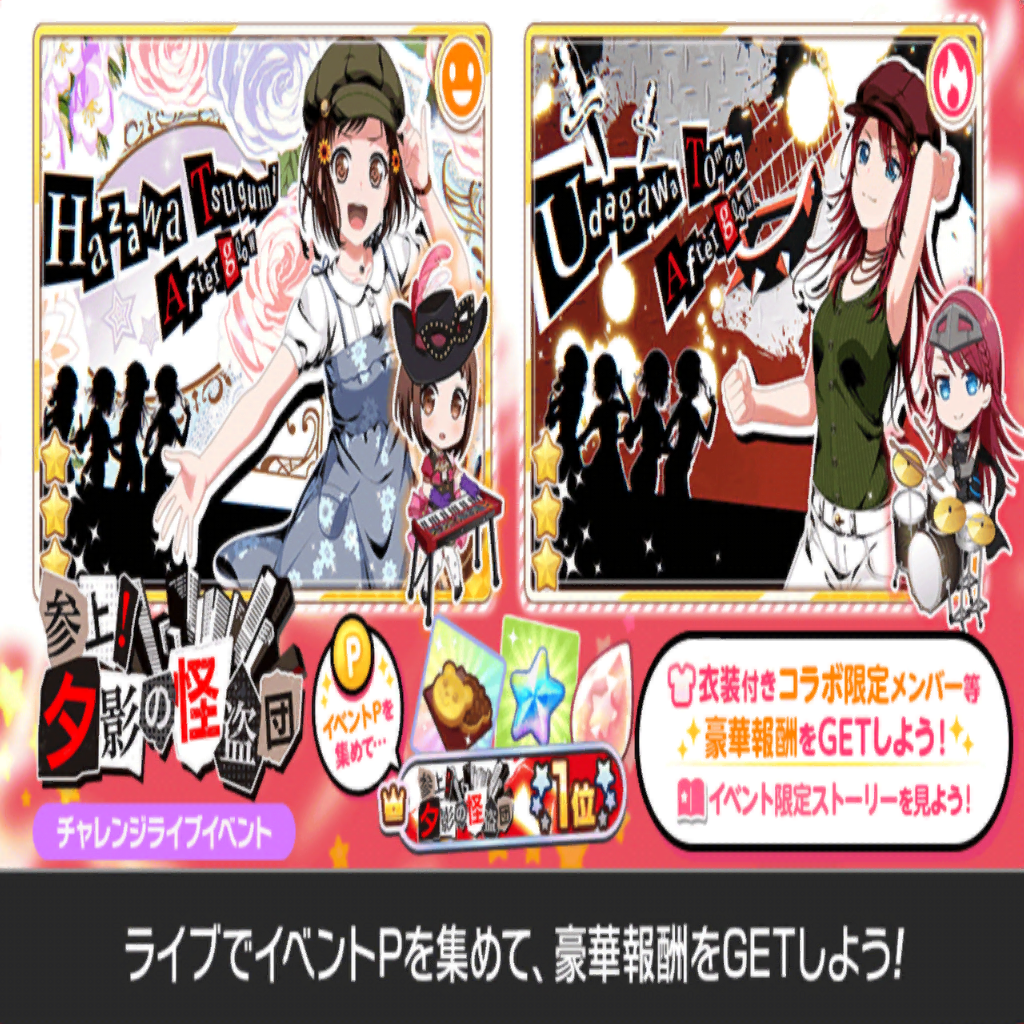 Hazawa Tsugumi
Afterglow
Udagawa Tomoe
Afterglow
参上!
夕影の怪盗団
チャレンジライブイベント
P
イベントPを
集めて…
参上!
夕影の怪盗団
1位
衣装付きコラボ限定メンバー等
豪華報酬をGETしよう!
イベント限定ストーリーを見よう!
ライブでイベントPを集めて、豪華報酬をGETしよう!